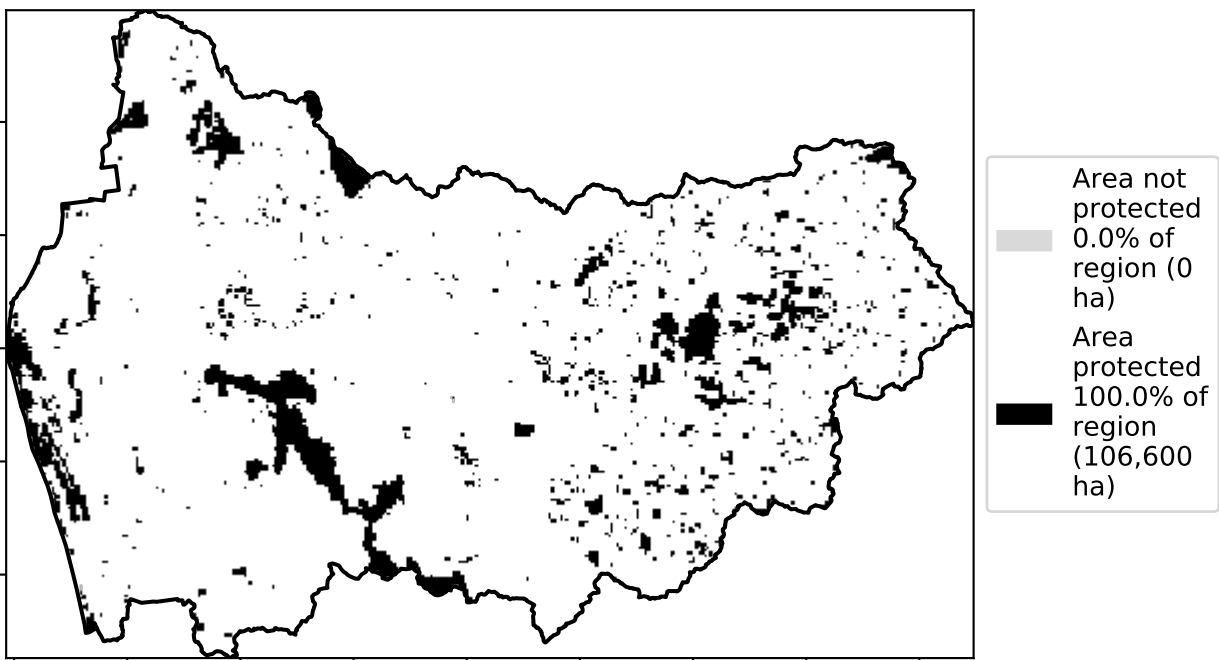 Area not
protected
0.0% of
region (0
ha)
Area
protected
100.0% of
region
(106,600
ha)